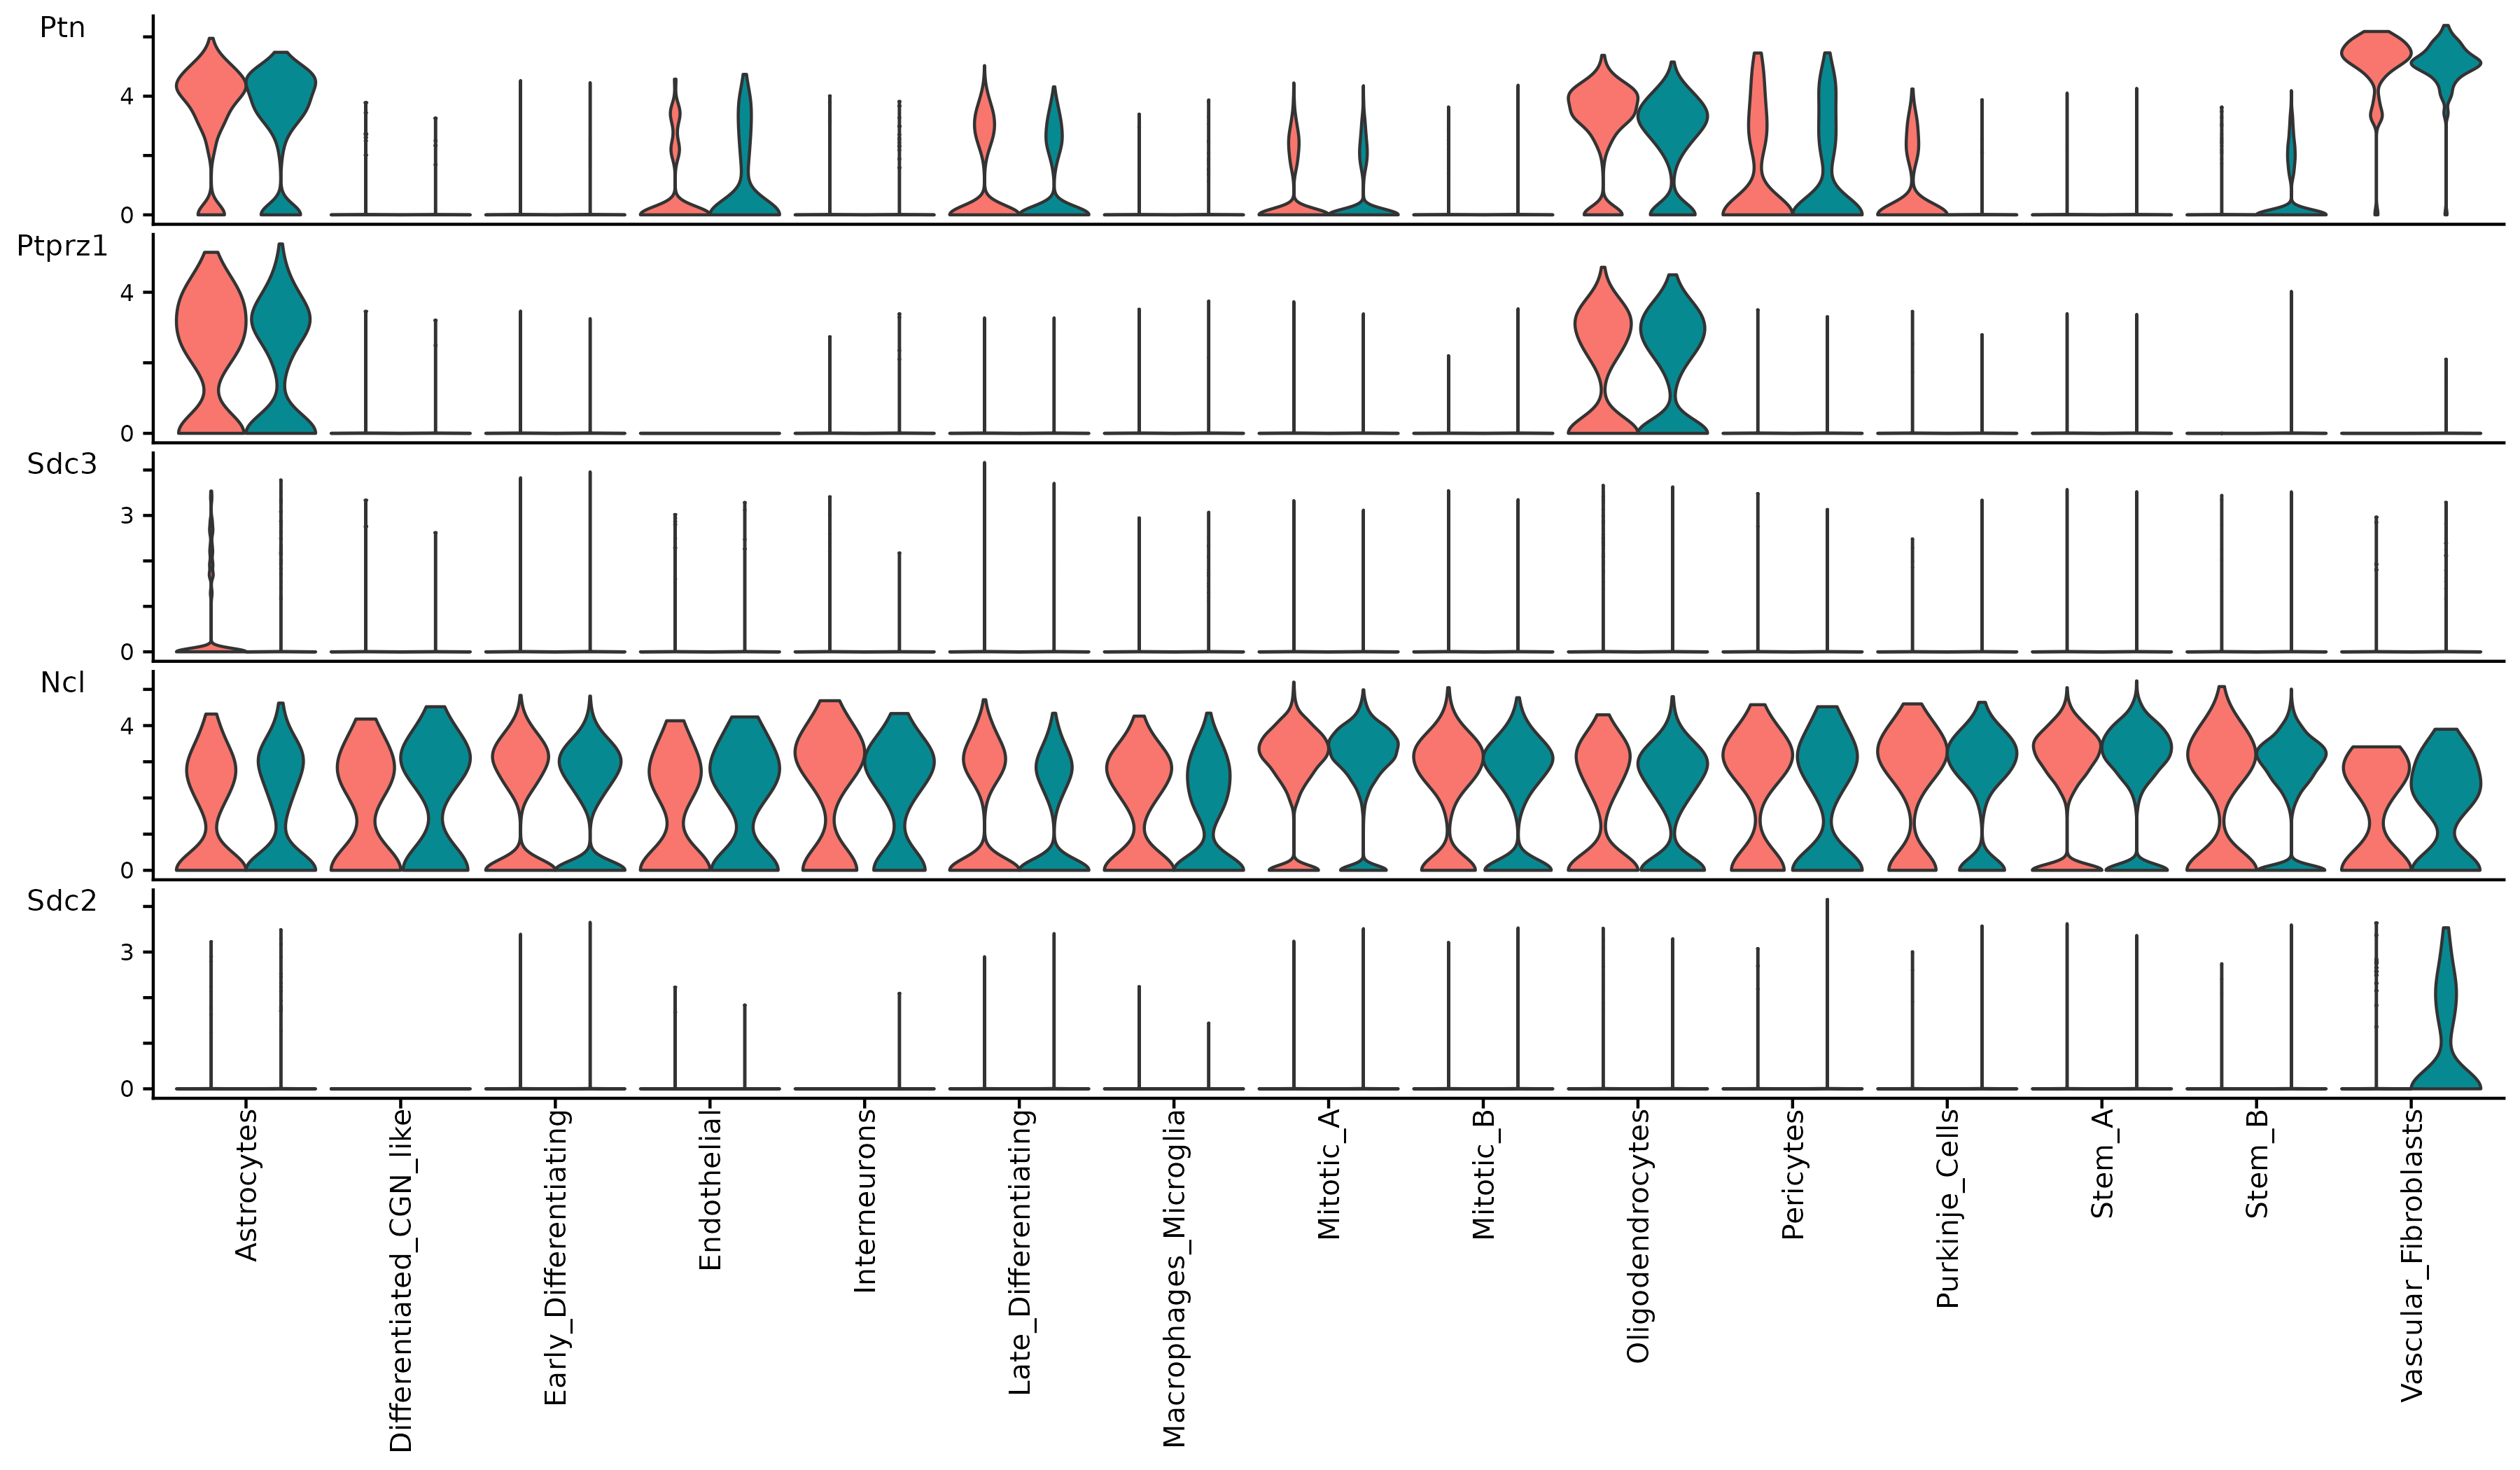 Ptn
4
0
Ptprz1
4
0
Sdc3
3
0
Ncl
4
0
Sdc2
3
0
Astrocytes
Differentiated_CGN_like
Early_Differentiating
Endothelial
Interneurons
Late_Differentiating
Macrophages_Microglia
Mitotic_A
Mitotic_B
Oligodendrocytes
Pericytes
Purkinje_Cells
Stem_A
Stem_B
Vascular_Fibroblasts